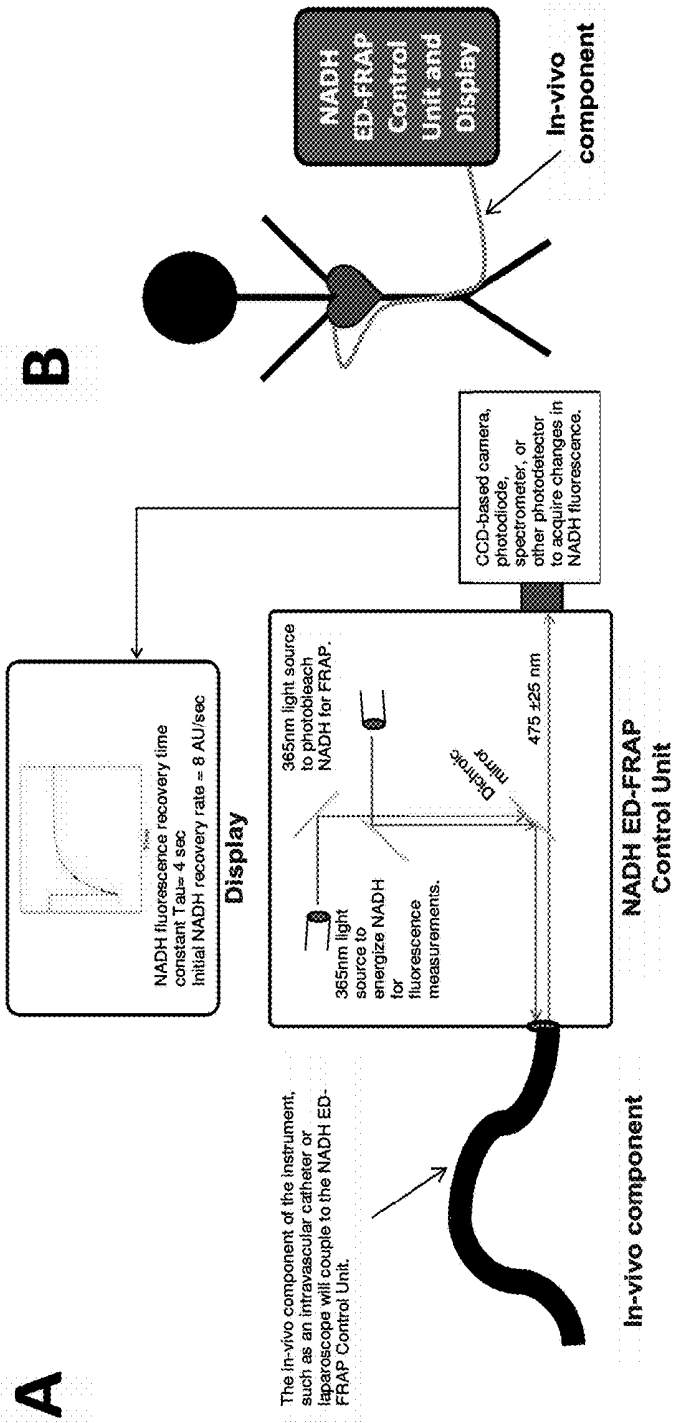 A
The in-vivo component of the instrument,
such as an intravascular catheter or
laparoscope will couple to the NADH ED-
FRAP Control Unit.
In-vivo component
NADH fluorescence recovery time
constant Tau= 4 sec
Initial NADH recovery rate = 8 AU/sec
Display
365nm light
source to
energize NADH
for
fluorescence
measurements.
365nm light source
to photobleach
NADH for FRAP.
Dichroic
mirror
475 ±25 nm
NADH ED-FRAP
Control Unit
CCD-based camera,
photodiode,
spectrometer, or
other photodetector
to acquire changes in
NADH fluorescence.
B
NADH
ED-FRAP
Control
Unit and
Display
In-vivo
component